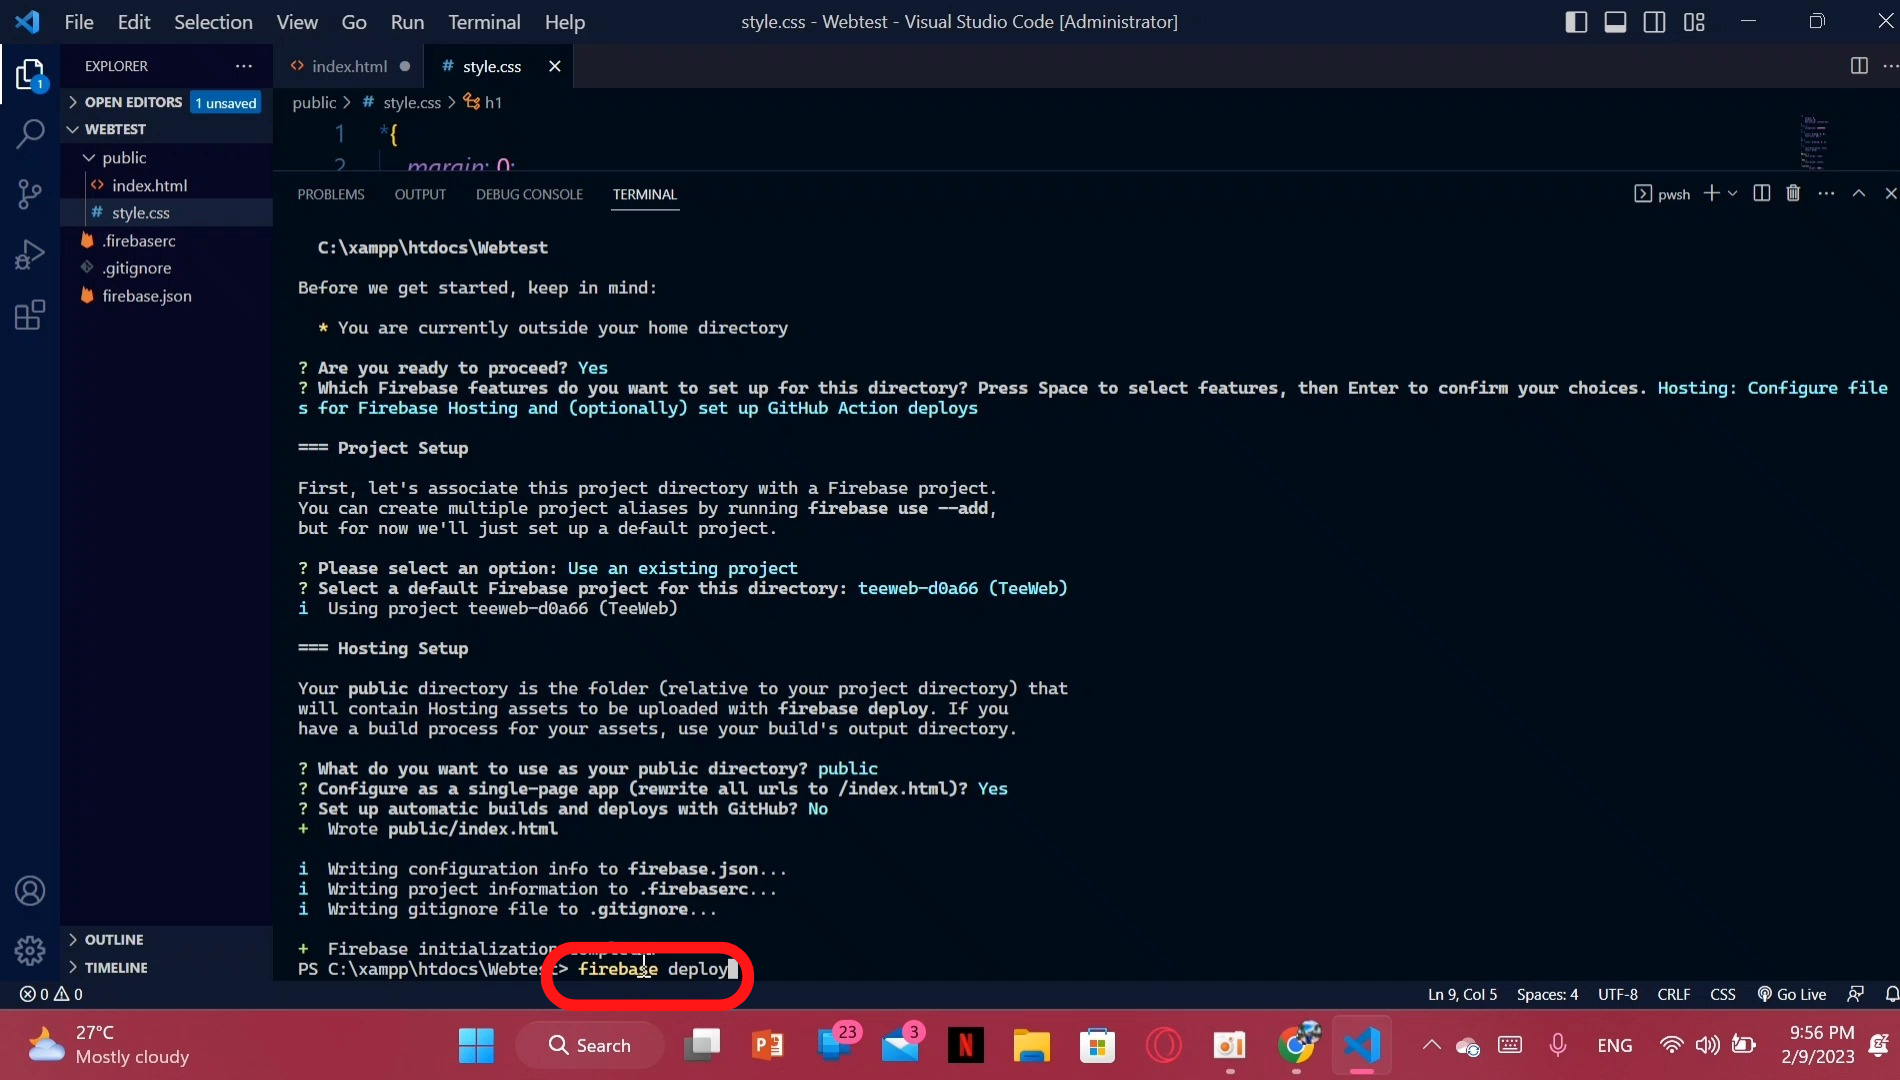 File Edit Selection View Go Run Terminal Help
style.css - Webtest - Visual Studio Code [Administrator]
EXPLORER
index.html
# style.css
OPEN EDITORS 1 unsaved
1
WEBTEST
public
index.html
# style.css
.firebaserc
.gitignore
firebase.json
public > # style.css > h1
1 *{
2 margin: 0;
PROBLEMS OUTPUT DEBUG CONSOLE TERMINAL
pwsh
C:\xampp\htdocs\Webtest
Before we get started, keep in mind:
* You are currently outside your home directory
? Are you ready to proceed? Yes
? Which Firebase features do you want to set up for this directory? Press Space to select features, then Enter to confirm your choices. Hosting: Configure file
s for Firebase Hosting and (optionally) set up GitHub Action deploys
=== Project Setup
First, let's associate this project directory with a Firebase project.
You can create multiple project aliases by running firebase use --add,
but for now we'll just set up a default project.
? Please select an option: Use an existing project
? Select a default Firebase project for this directory: teeweb-d0a66 (TeeWeb)
i Using project teeweb-d0a66 (TeeWeb)
=== Hosting Setup
Your public directory is the folder (relative to your project directory) that
will contain Hosting assets to be uploaded with firebase deploy. If you
have a build process for your assets, use your build's output directory.
? What do you want to use as your public directory? public
? Configure as a single-page app (rewrite all urls to /index.html)? Yes
? Set up automatic builds and deploys with GitHub? No
+ Wrote public/index.html
i Writing configuration info to firebase.json...
i Writing project information to .firebaserc...
i Writing gitignore file to .gitignore...
+ Firebase initialization
PS C:\xampp\htdocs\Webtest> firebase deploy
OUTLINE
TIMELINE
0 0
Ln 9, Col 5 Spaces: 4 UTF-8 CRLF CSS Go Live
27°C
Mostly cloudy
Search
23
3
N
ENG
9:56 PM
2/9/2023